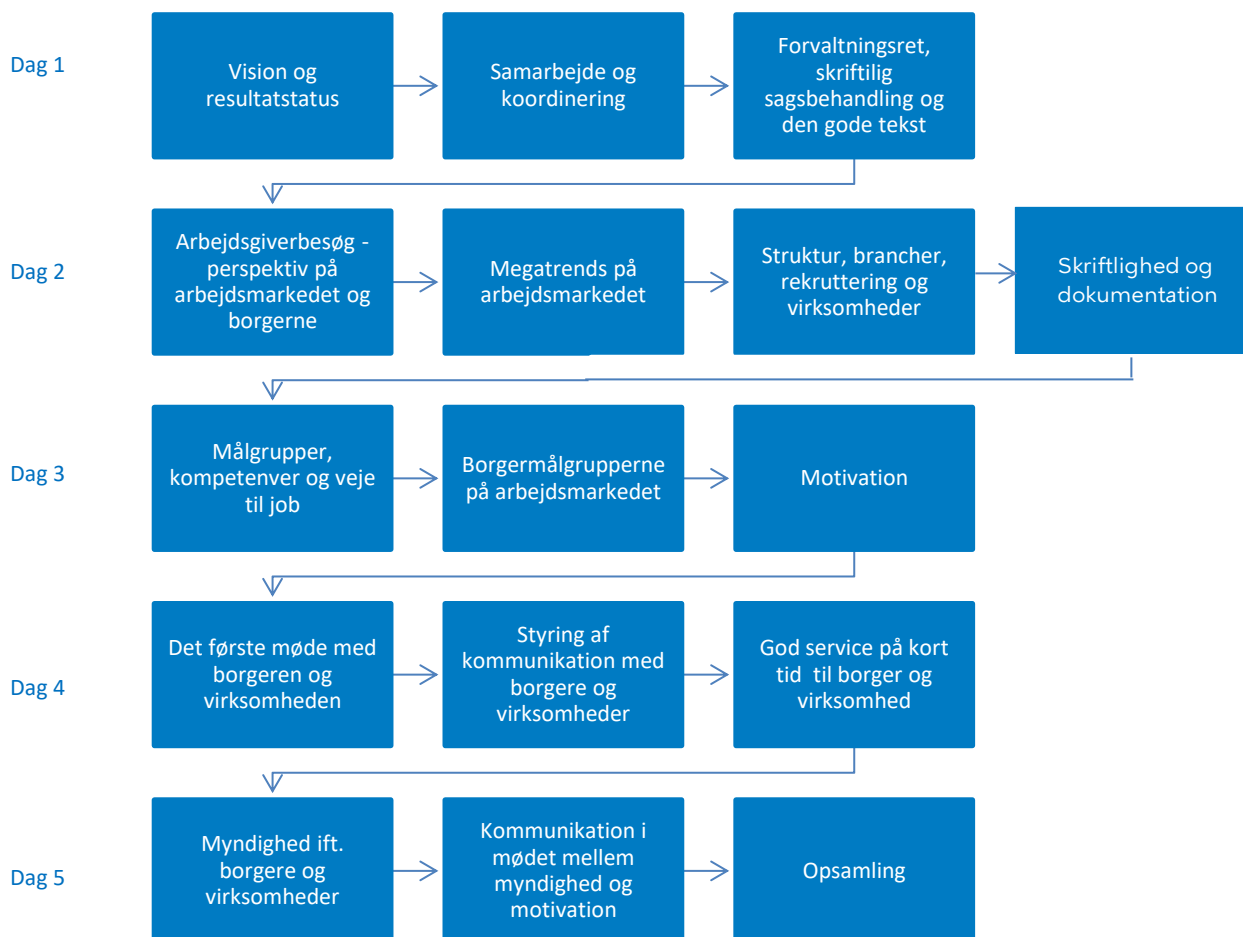 Dag 1
Vision og
resultatstatus
Samarbejde og
koordinering
Forvaltningsret,
skriftilig
sagsbehandling og
den gode tekst
Dag 2
Arbejdsgiverbesøg -
perspektiv på
arbejdsmarkedet og
borgerne
Megatrends på
arbejdsmarkedet
Struktur, brancher,
rekruttering og
virksomheder
Skriftlighed og
dokumentation
Dag 3
Målgrupper,
kompetenver og veje
til job
Borgermålgrupperne
på arbejdsmarkedet
Motivation
Dag 4
Det første møde med
borgeren og
virksomheden
Styring af
kommunikation med
borgere og
virksomheder
God service på kort
tid til borger og
virksomhed
Dag 5
Myndighed ift.
borgere og
virksomheder
Kommunikation i
mødet mellem
myndighed og
motivation
Opsamling